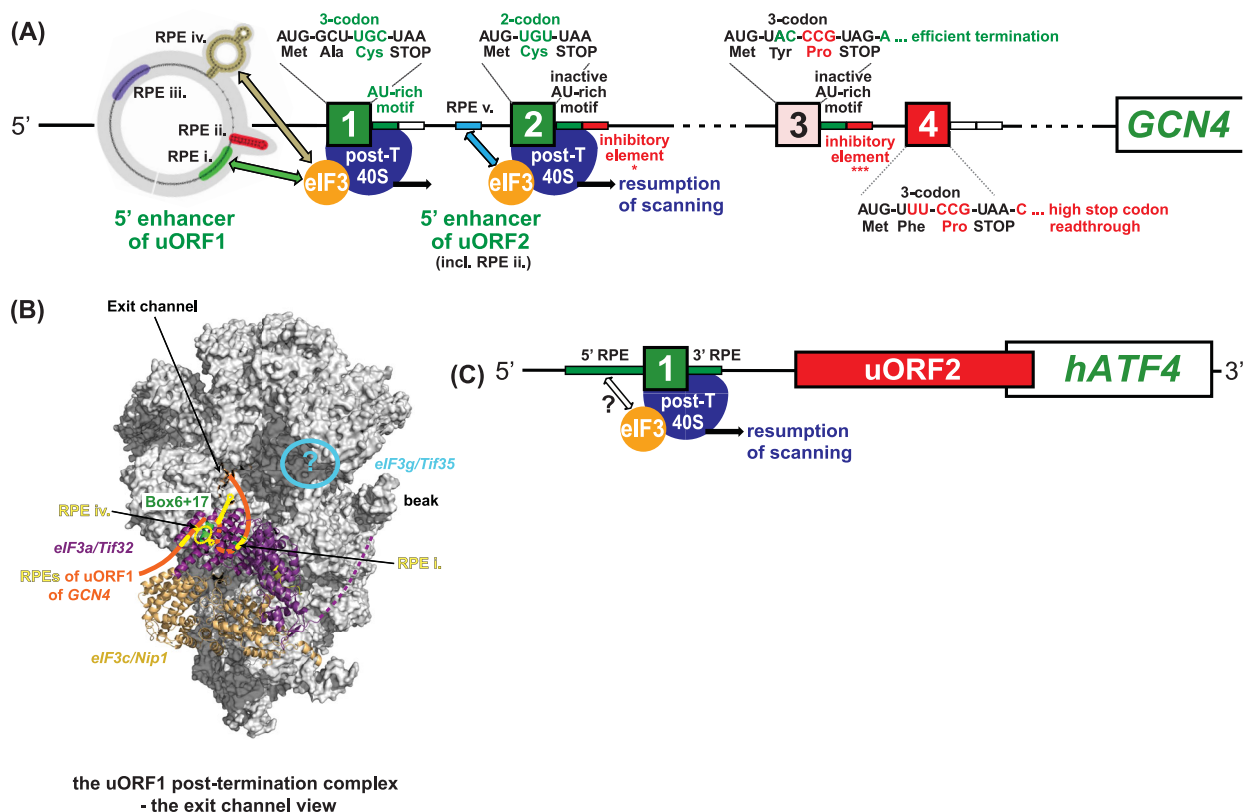 (A)
RPE iv.
RPE iii.
RPE ii.
RPE i.
5’
5’ enhancer
of uORF1
3-codon
AUG-GCU-UGC-UAA
Met Ala Cys STOP
AU-rich
motif
1
post-T
40S
eIF3
RPE v.
2-codon
AUG-UGU-UAA
Met Cys STOP
inactive
AU-rich
motif
2
post-T
40S
eIF3
inhibitory
element
*
resumption
of scanning
5’ enhancer
of uORF2
(incl. RPE ii.)
3-codon
AUG-UAC-CCG-UAG-A ... efficient termination
Met Tyr Pro STOP
inactive
AU-rich
motif
3
inhibitory
element
***
4
GCN4
3-codon
AUG-UUU-CCG-UAA-C ... high stop codon
readthrough
Met Phe Pro STOP
(B)
Exit channel
?
eIF3g/Tif35
beak
Box6+17
RPE iv.
eIF3a/Tif32
RPE i.
RPEs of uORF1
of GCN4
eIF3c/Nip1
the uORF1 post-termination complex
- the exit channel view
(C)
5’
5’ RPE
1
3’ RPE
?
post-T
40S
eIF3
resumption
of scanning
uORF2
hATF4
3’